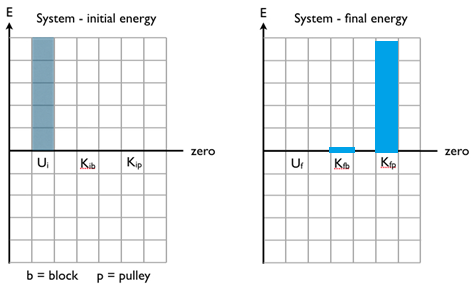 E
System - initial energy
zero
Ui
Kib
Kip
b = block p = pulley
E
System - final energy
zero
Uf
Kfb
Kfp